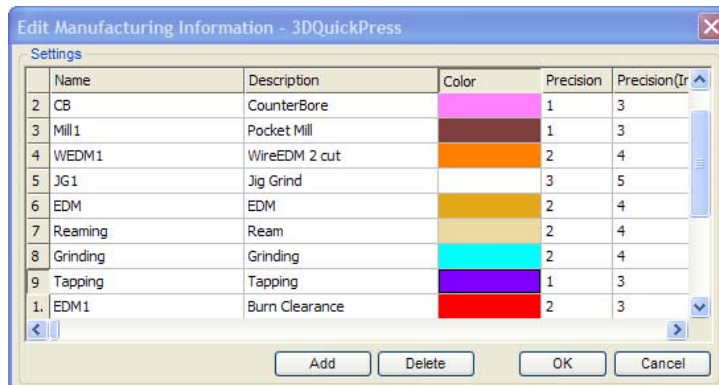 Edit Manufacturing Information - 3DQuickPress
Settings
Name Description Color Precision Precision(Ir
2 CB CounterBore 1 3
3 Mill1 Pocket Mill 1 3
4 WEDM1 WireEDM 2 cut 2 4
5 JG1 Jig Grind 3 5
6 EDM EDM 2 4
7 Reaming Ream 2 4
8 Grinding Grinding 2 4
9 Tapping Tapping 1 3
1. EDM1 Burn Clearance 2 3
Add Delete OK Cancel